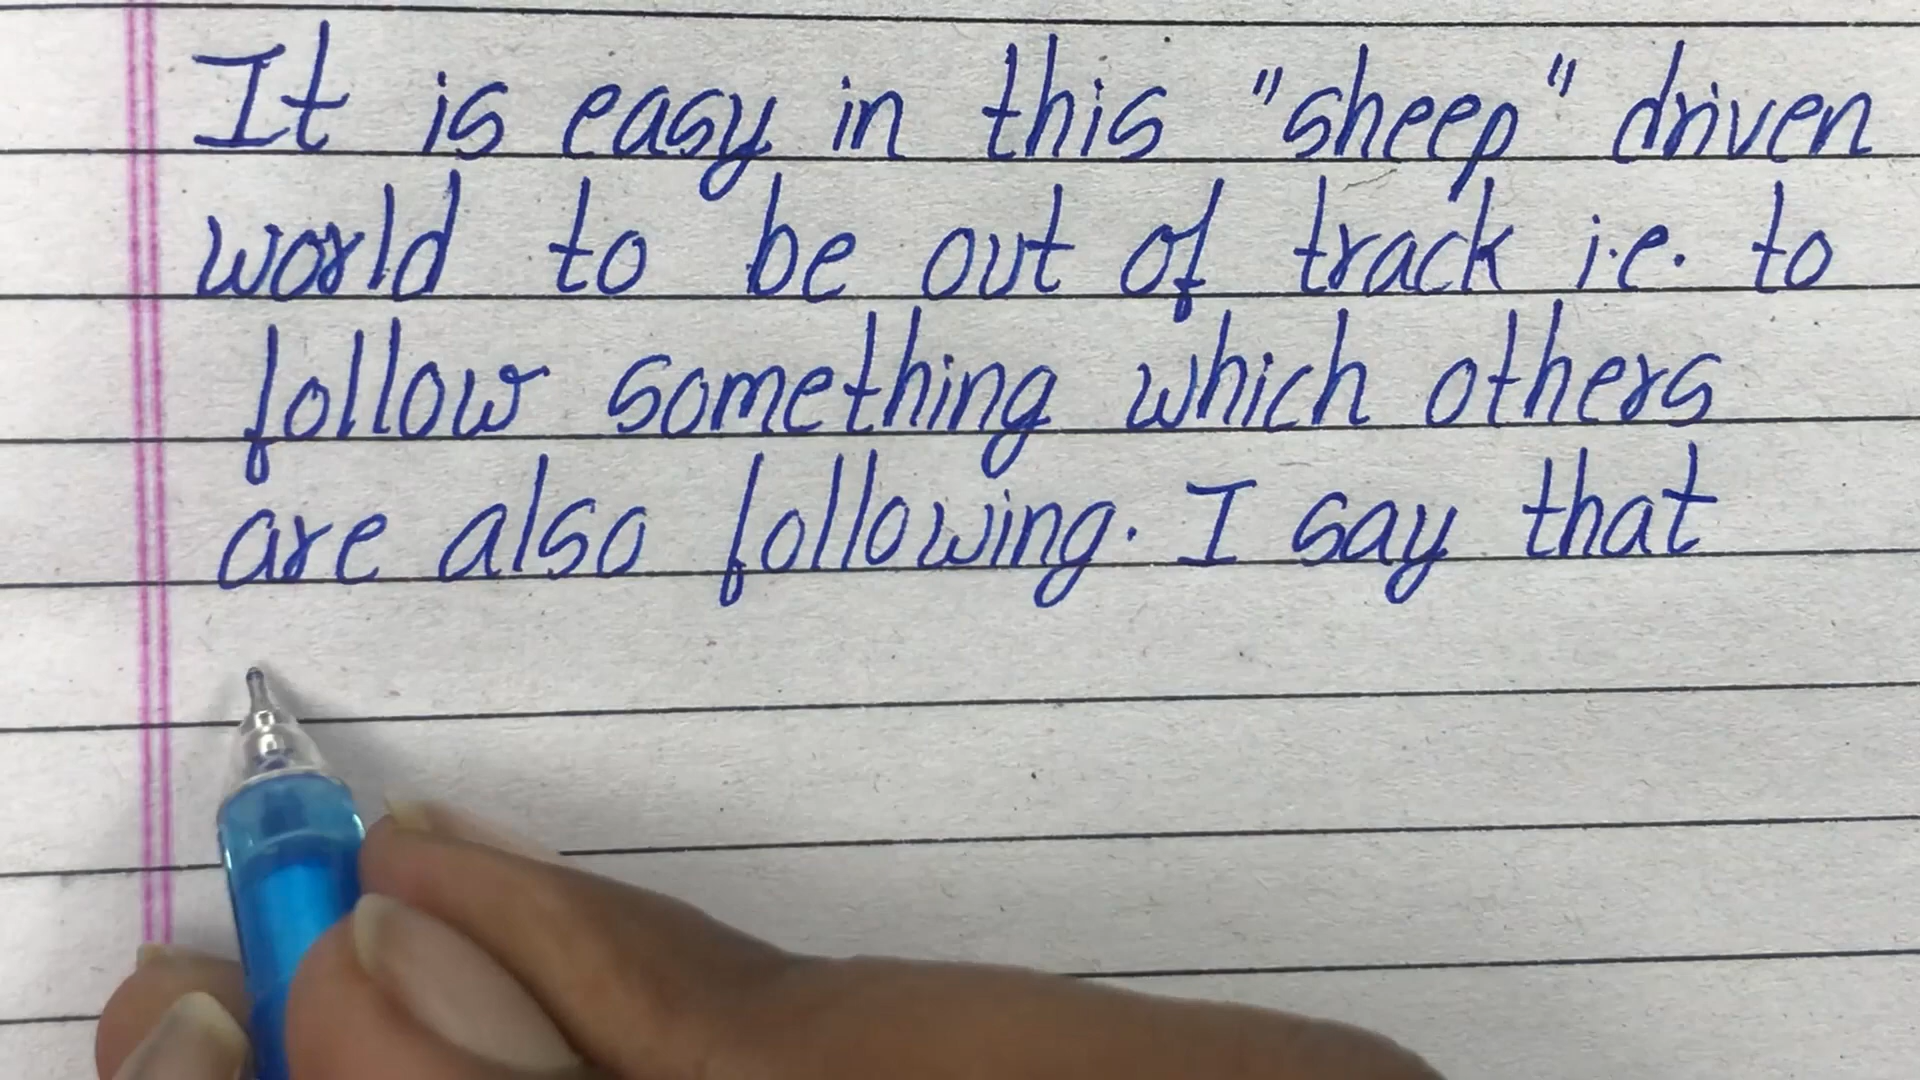 It is easy in this "sheep" driven
world to be out of track i.e. to
follow something which others
are also following. I say that